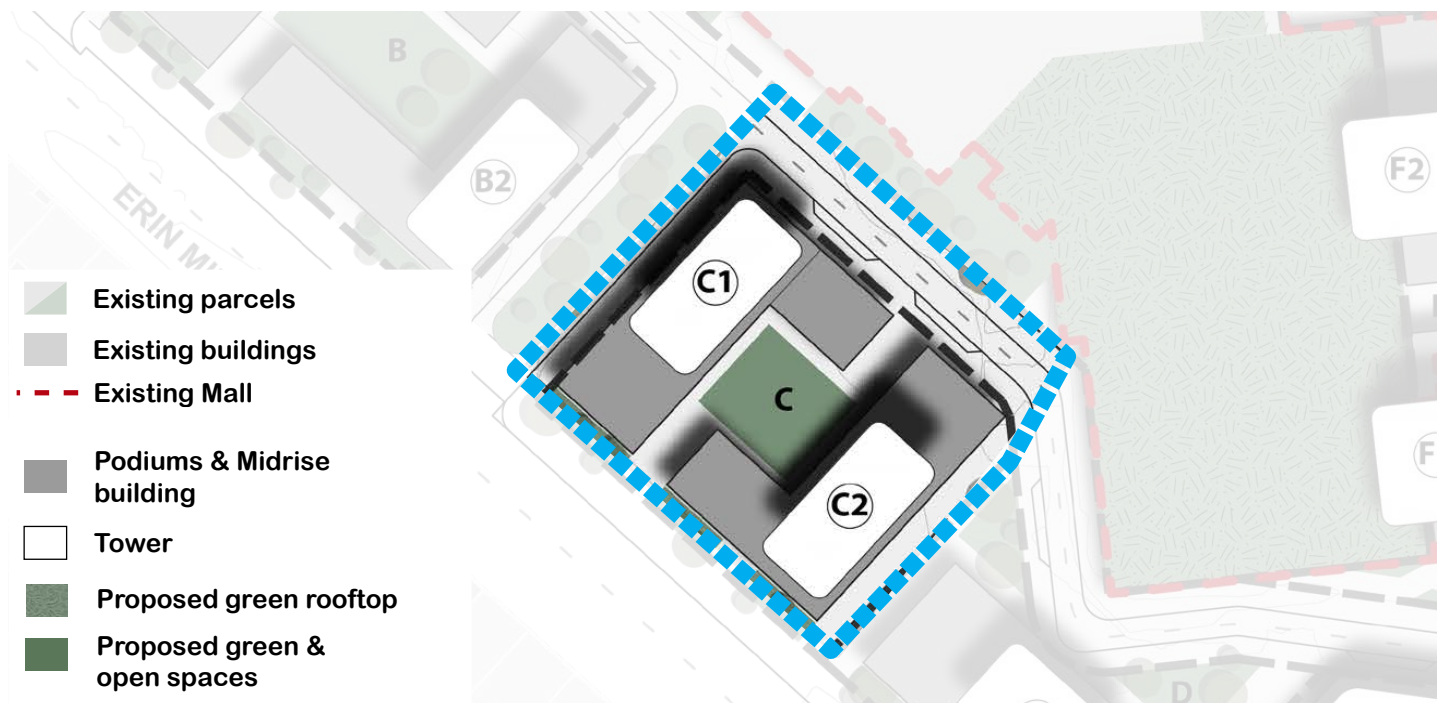 B
B2
F2
ERIN
C1
Existing parcels
Existing buildings
Existing Mall
C
Podiums & Midrise
building
C2
Tower
Proposed green rooftop
Proposed green &
open spaces
D